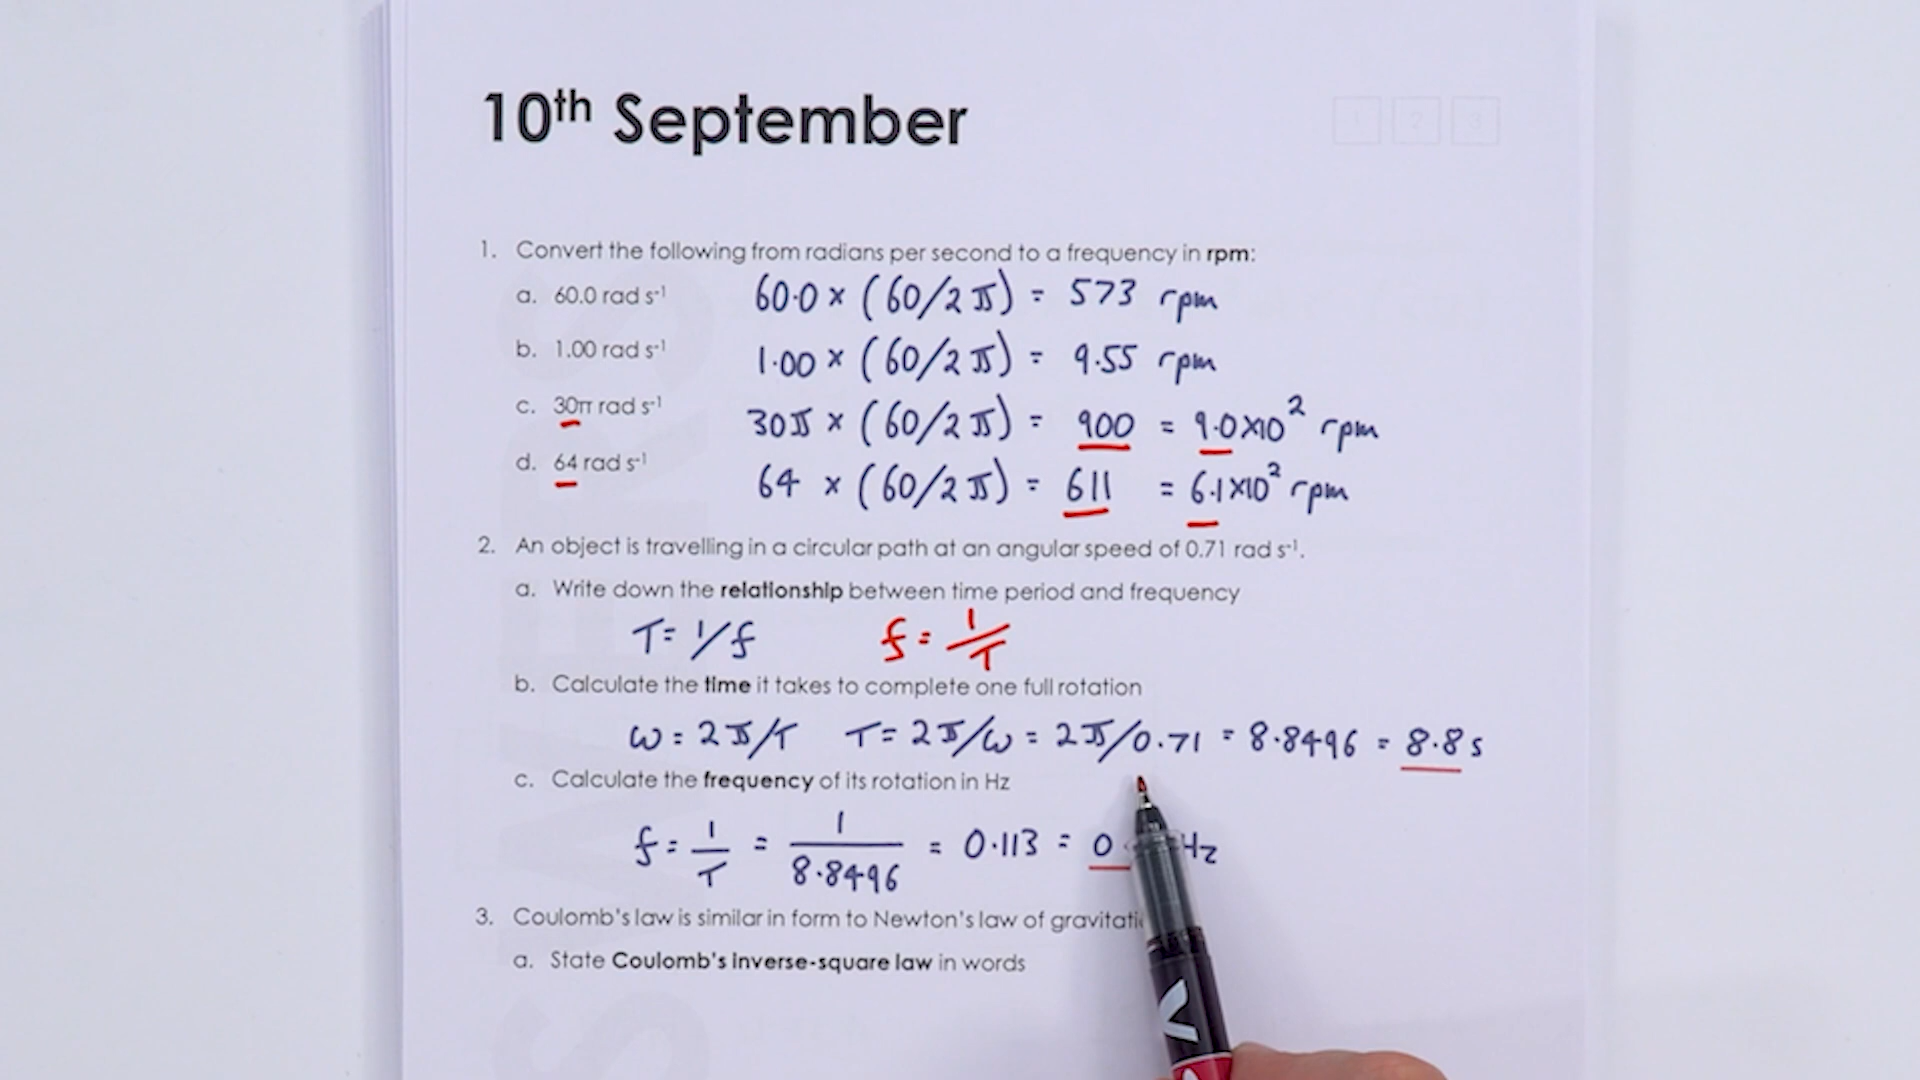 10th September
1 2 3
1. Convert the following from radians per second to a frequency in rpm:
a. 60.0 rad s⁻¹ 60.0 × (60/2π) = 573 rpm
b. 1.00 rad s⁻¹ 1.00 × (60/2π) = 9.55 rpm
c. 30π rad s⁻¹ 30π × (60/2π) = 900 = 9.0×10² rpm
d. 64 rad s⁻¹ 64 × (60/2π) = 611 = 6.1×10² rpm
2. An object is travelling in a circular path at an angular speed of 0.71 rad s⁻¹.
a. Write down the relationship between time period and frequency
T = 1/f f = 1/T
b. Calculate the time it takes to complete one full rotation
ω = 2π/T T = 2π/ω = 2π/0.71 = 8.8496 = 8.8 s
c. Calculate the frequency of its rotation in Hz
f = 1/T = 1/8.8496 = 0.113 = 0 Hz
3. Coulomb's law is similar in form to Newton's law of
a. State Coulomb's inverse-square law in words